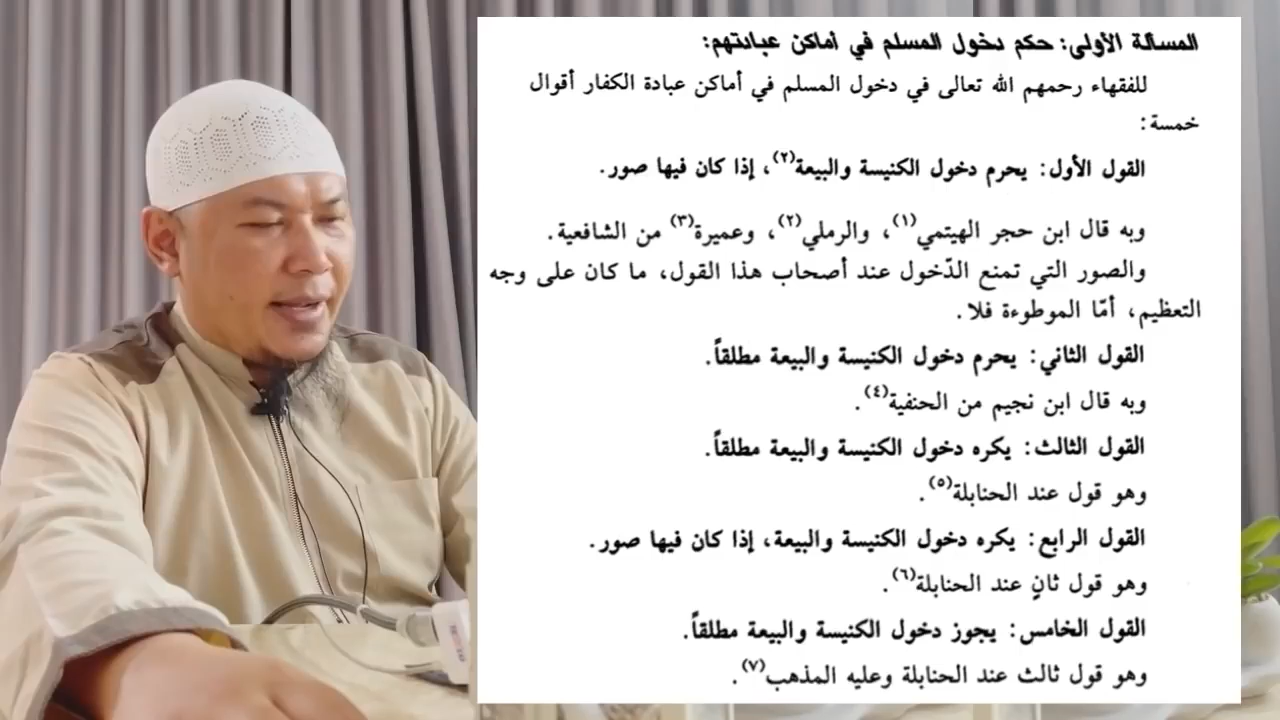 المسألة الأولى: حكم دخول المسلم في أماكن عبادتهم:
للفقهاء رحمهم الله تعالى في دخول المسلم في أماكن عبادة الكفار أقوال
خمسة:
القول الأول: يحرم دخول الكنيسة والبيعة(٢)، إذا كان فيها صور.
وبه قال ابن حجر الهيتمي(١)، والرملي(٢)، وعميرة(٣) من الشافعية.
والصور التي تمنع الدّخول عند أصحاب هذا القول، ما كان على وجه
التعظيم، أمّا الموطوءة فلا.
القول الثاني: يحرم دخول الكنيسة والبيعة مطلقاً.
وبه قال ابن نجيم من الحنفية(٤).
القول الثالث: يكره دخول الكنيسة والبيعة مطلقاً.
وهو قول عند الحنابلة(٥).
القول الرابع: يكره دخول الكنيسة والبيعة، إذا كان فيها صور.
وهو قول ثانٍ عند الحنابلة(٦).
القول الخامس: يجوز دخول الكنيسة والبيعة مطلقاً.
وهو قول ثالث عند الحنابلة وعليه المذهب(٧).